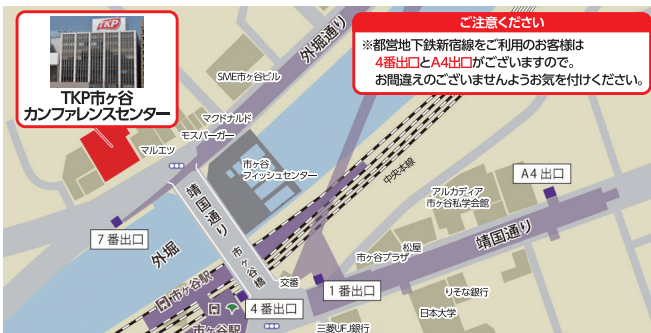 TKP
TKP市ヶ谷
カンファレンスセンター
ご注意ください
※都営地下鉄新宿線をご利用のお客様は
4番出口とA4出口がございますので。
お間違えのございませんようお気を付けください。
外堀通り
SME市ヶ谷ビル
マクドナルド
モスバーガー
マルエツ
市ヶ谷
フィッシュセンター
中央本線
A4 出口
アルカディア
市ヶ谷私学会館
靖国通り
7 番出口
外堀
靖国通り
市ヶ谷橋
松屋
市ヶ谷プラザ
交番
1 番出口
りそな銀行
日本大学
市ヶ谷駅
4 番出口
市ヶ谷駅
三菱UFJ銀行